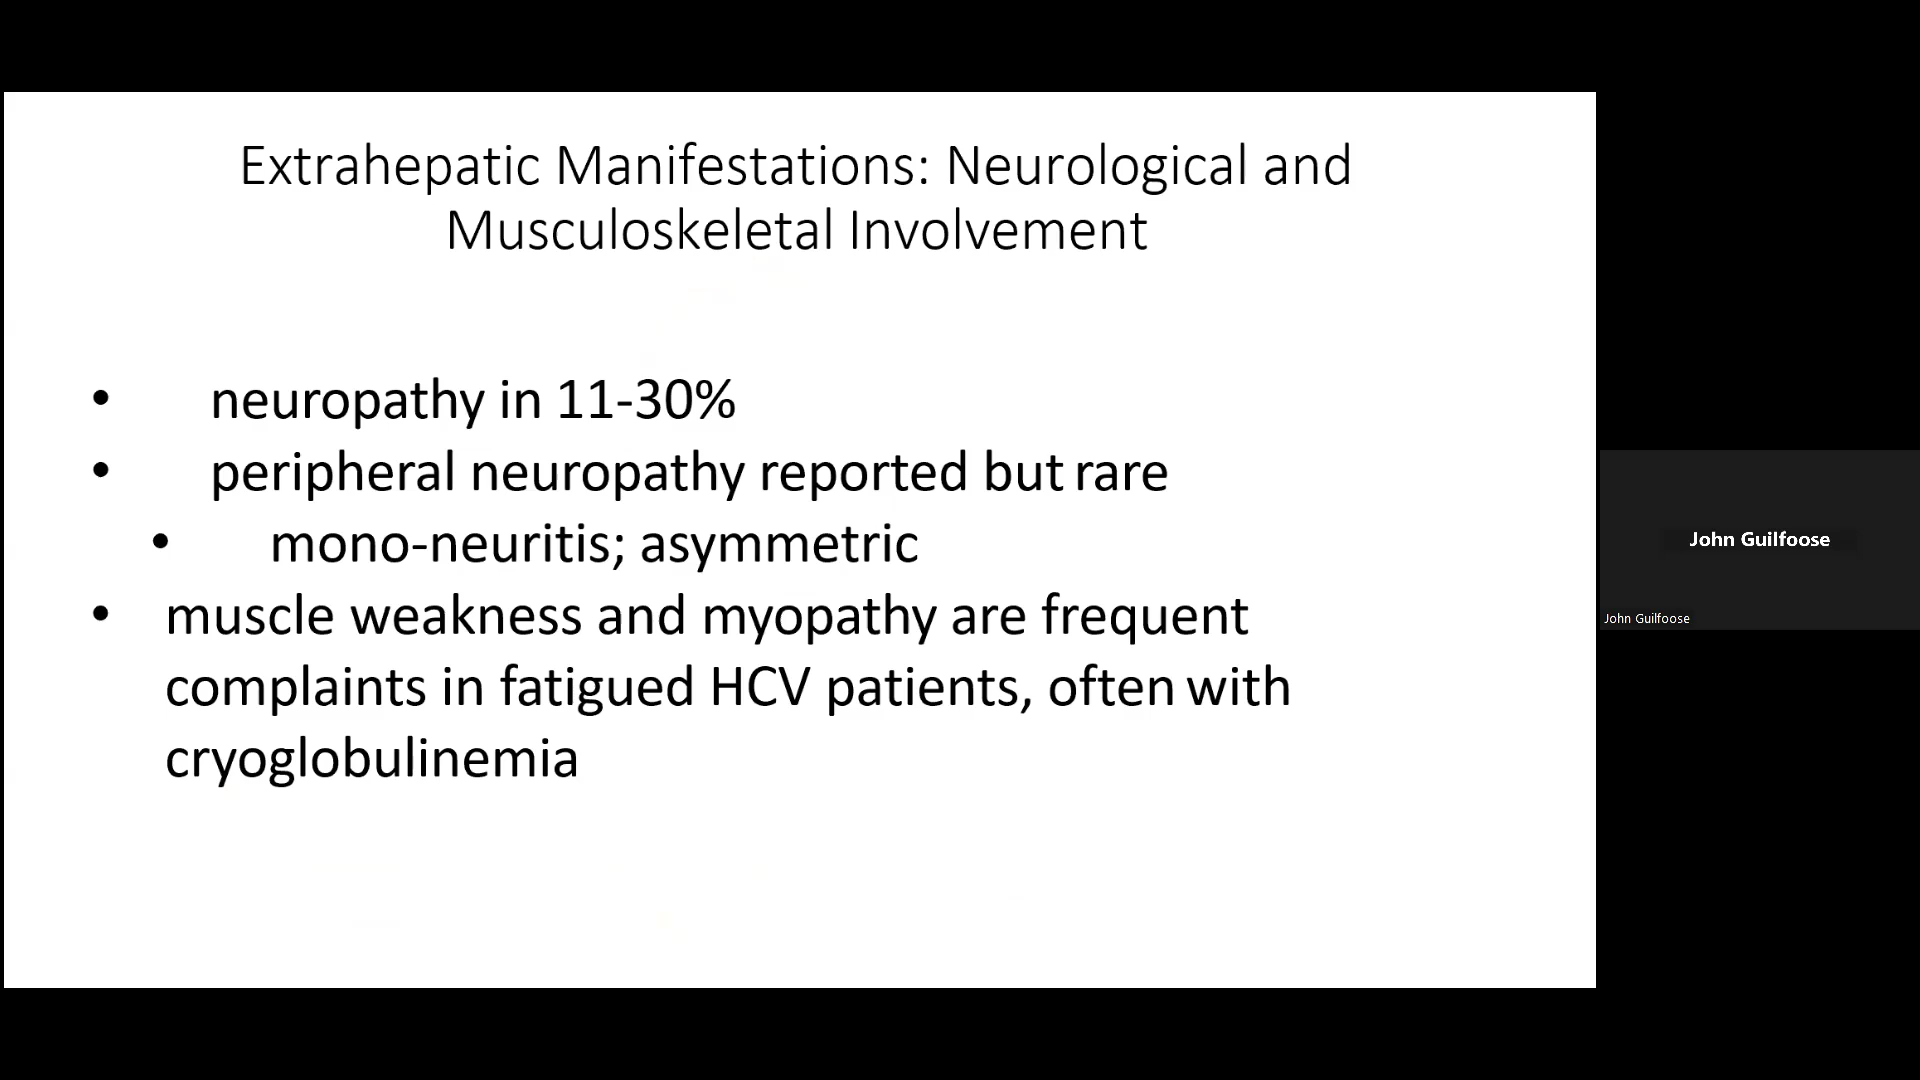 Extrahepatic Manifestations: Neurological and
Musculoskeletal Involvement
• neuropathy in 11-30%
• peripheral neuropathy reported but rare
• mono-neuritis; asymmetric
• muscle weakness and myopathy are frequent
complaints in fatigued HCV patients, often with
cryoglobulinemia
John Guilfoose
John Guilfoose